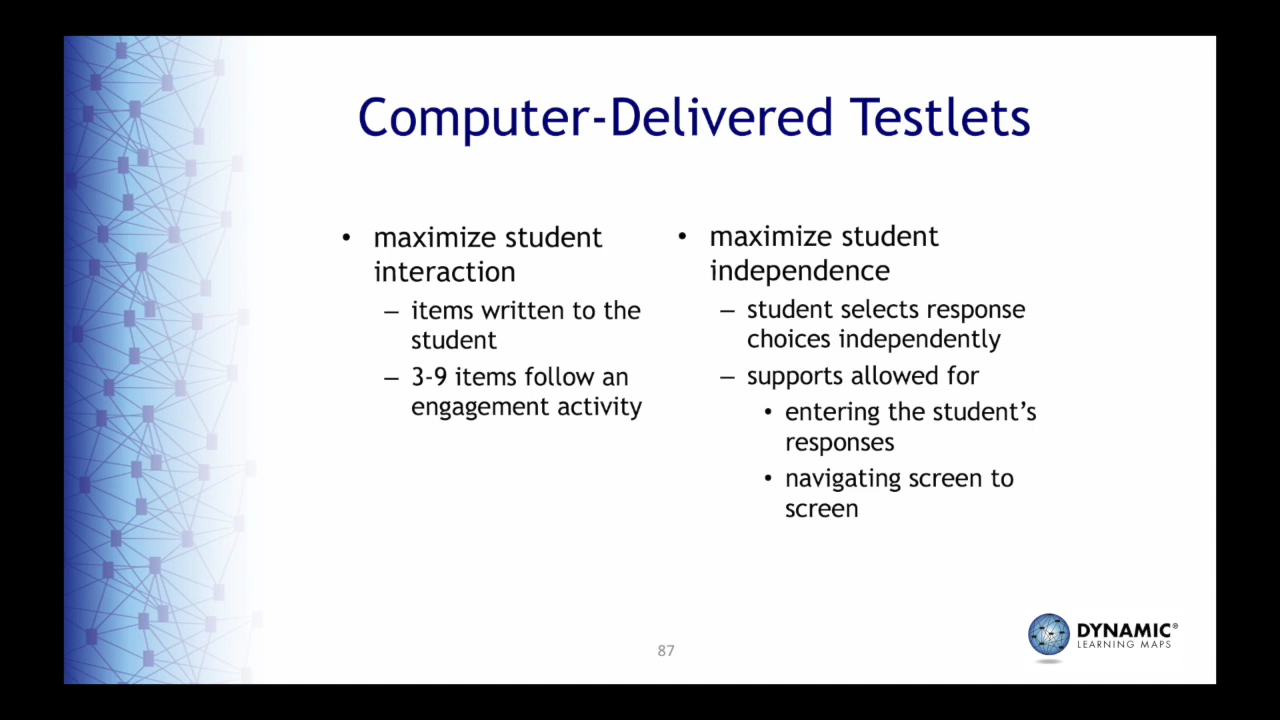 Computer-Delivered Testlets
• maximize student
interaction
– items written to the
student
– 3-9 items follow an
engagement activity
• maximize student
independence
– student selects response
choices independently
– supports allowed for
• entering the student’s
responses
• navigating screen to
screen
87
DYNAMIC®
LEARNING MAPS